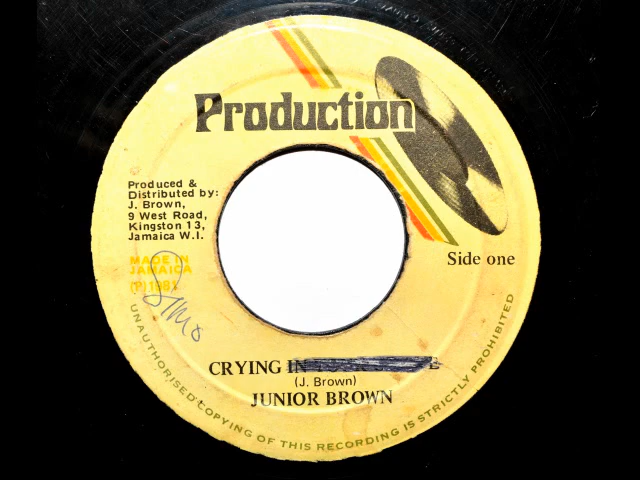 Production
Produced &
Distributed by:
J. Brown,
9 West Road,
Kingston 13,
Jamaica W.I.
MADE IN
JAMAICA
(P)1981
Side one
CRYING IN
(J. Brown)
JUNIOR BROWN
UNAUTHORISED COPYING OF THIS RECORDING IS STRICTLY PROHIBITED